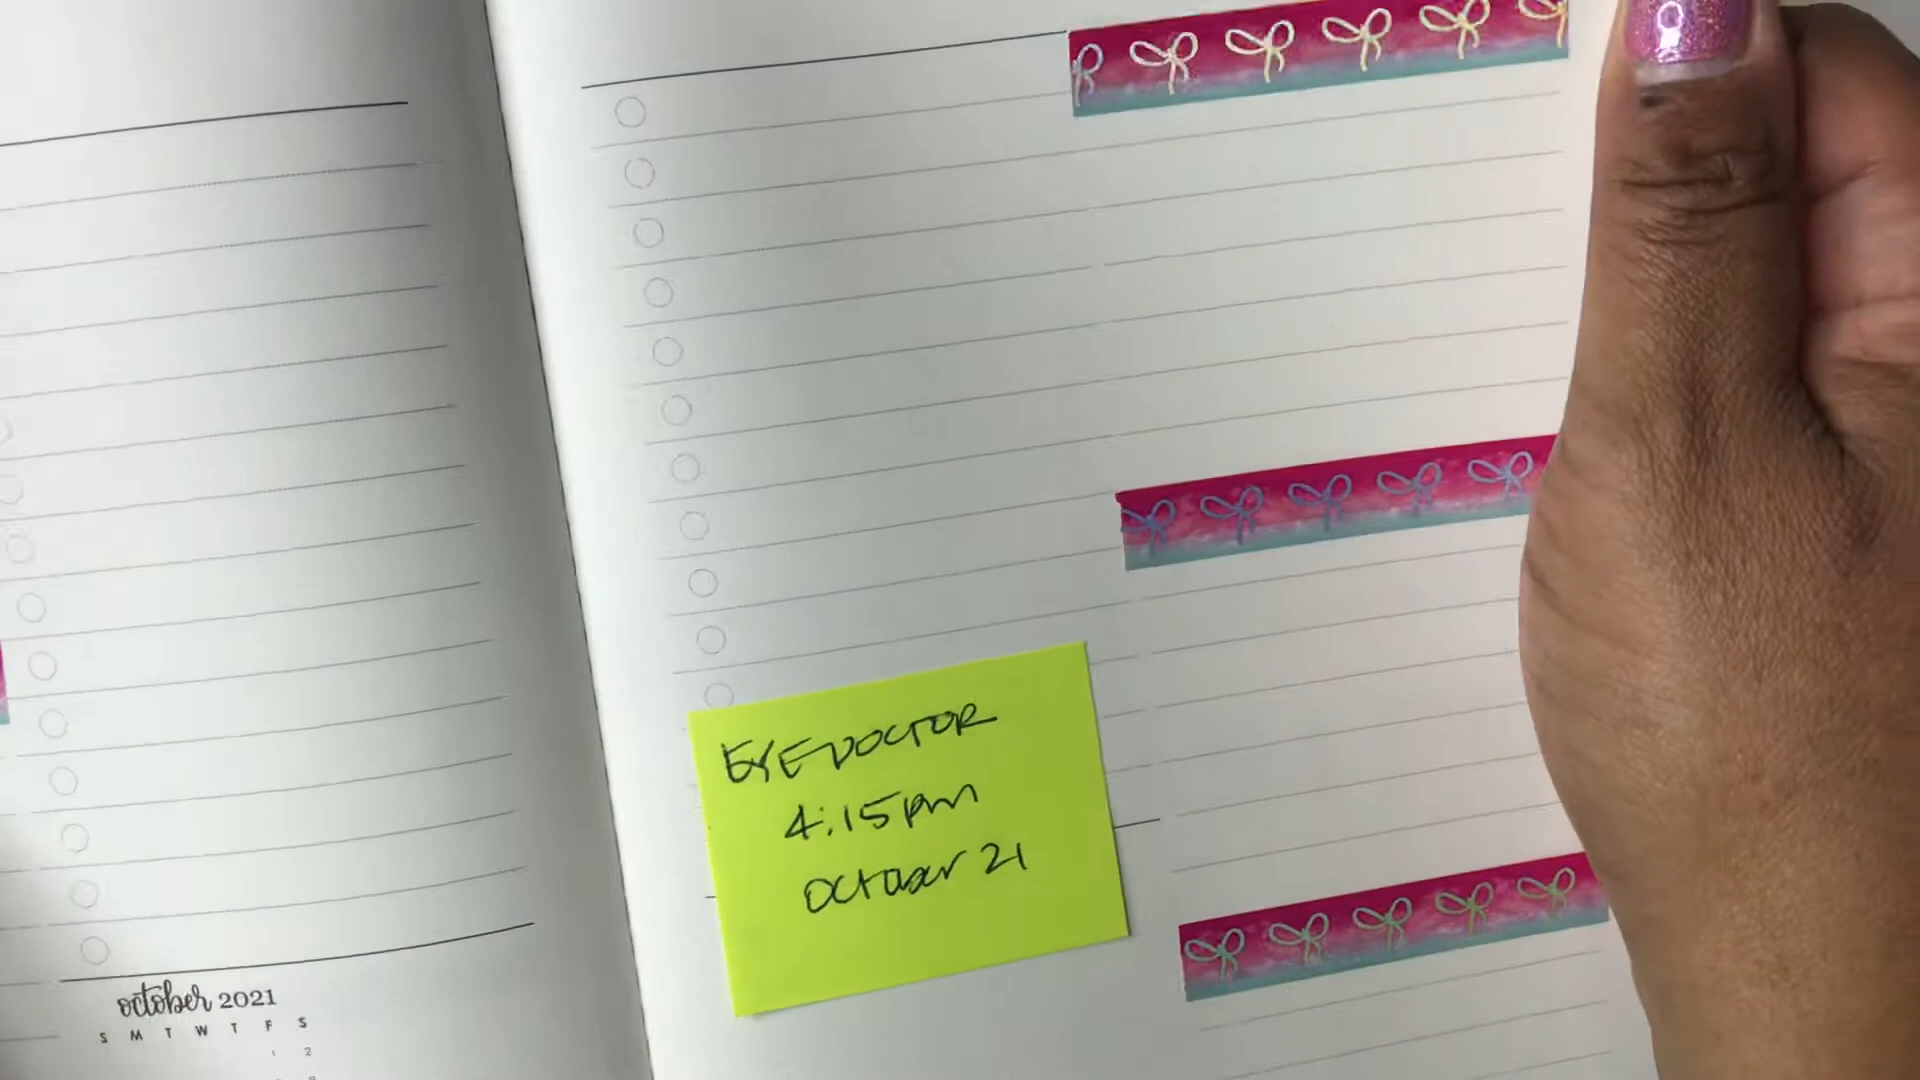 october 2021
S M T W T F S
1 2
EYE DOCTOR
4:15pm
October 21